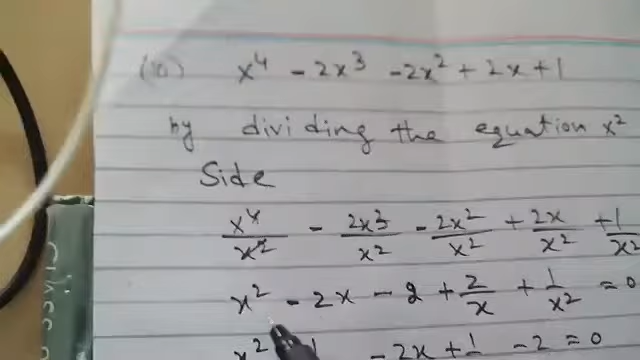 (10) x⁴ - 2x³ - 2x² + 2x + 1
by dividing the equation x²
Side
x⁴/x² - 2x³/x² - 2x²/x² + 2x/x² + 1/x²
x² - 2x - 2 + 2/x + 1/x² = 0
x² - 2x + 1 - 2 = 0